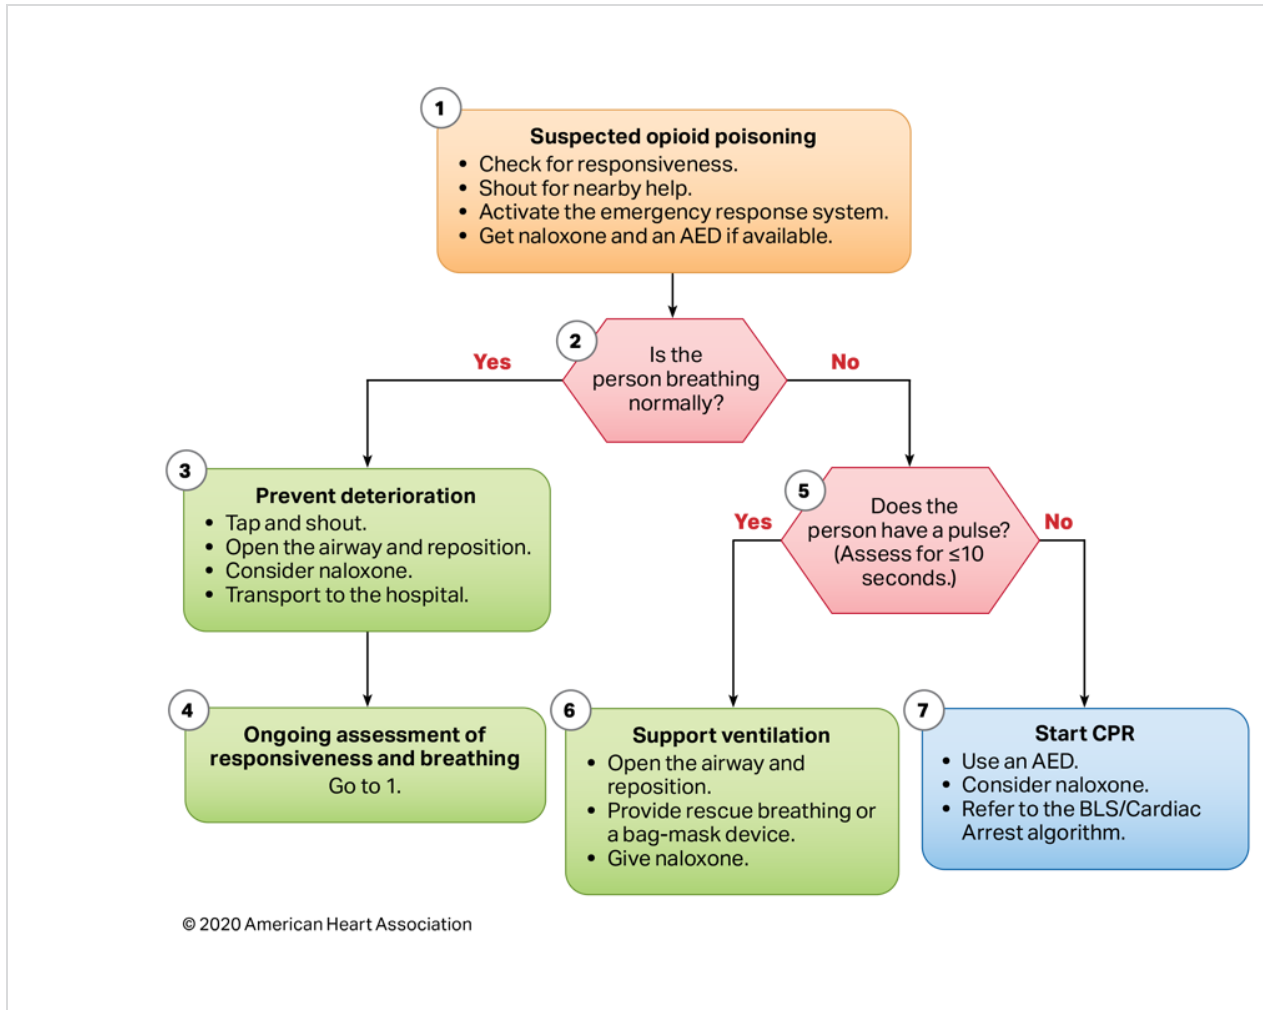 1
Suspected opioid poisoning
• Check for responsiveness.
• Shout for nearby help.
• Activate the emergency response system.
• Get naloxone and an AED if available.
2
Is the
person breathing
normally?
Yes
No
3
Prevent deterioration
• Tap and shout.
• Open the airway and reposition.
• Consider naloxone.
• Transport to the hospital.
4
Ongoing assessment of
responsiveness and breathing
Go to 1.
5
Does the
person have a pulse?
(Assess for ≤10
seconds.)
Yes
No
6
Support ventilation
• Open the airway and
reposition.
• Provide rescue breathing or
a bag-mask device.
• Give naloxone.
7
Start CPR
• Use an AED.
• Consider naloxone.
• Refer to the BLS/Cardiac
Arrest algorithm.
© 2020 American Heart Association